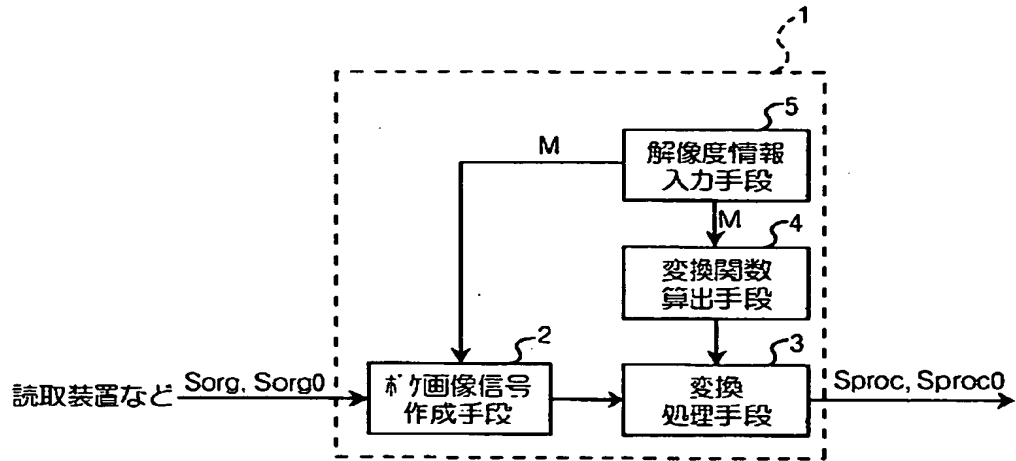 1
5
解像度情報
入力手段
M
M
4
変換関数
算出手段
2
3
読取装置など
Sorg, Sorg0
ボケ画像信号
作成手段
変換
処理手段
Sproc, Sproc0